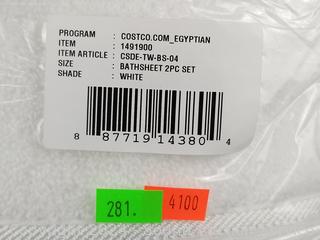 PROGRAM : COSTCO.COM_EGYPTIAN
ITEM : 1491900
ITEM ARTICLE : CSDE-TW-BS-04
SIZE : BATHSHEET 2PC SET
SHADE : WHITE
8 87719 14380 4
281. 4100